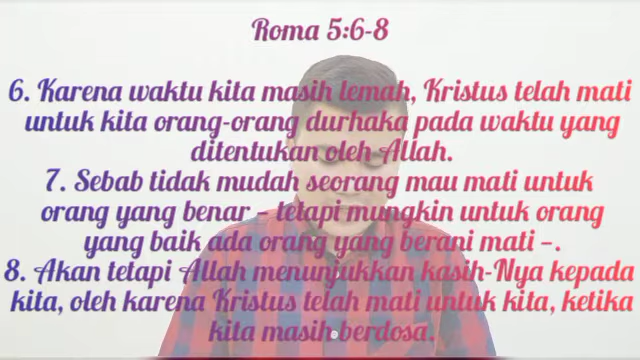 Roma 5:6-8
6. Karena waktu kita masih lemah, Kristus telah mati
untuk kita orang-orang durhaka pada waktu yang
ditentukan oleh Allah.
7. Sebab tidak mudah seorang mau mati untuk
orang yang benar – tetapi mungkin untuk orang
yang baik ada orang yang berani mati –.
8. Akan tetapi Allah menunjukkan kasih-Nya kepada
kita, oleh karena Kristus telah mati untuk kita, ketika
kita masih berdosa.